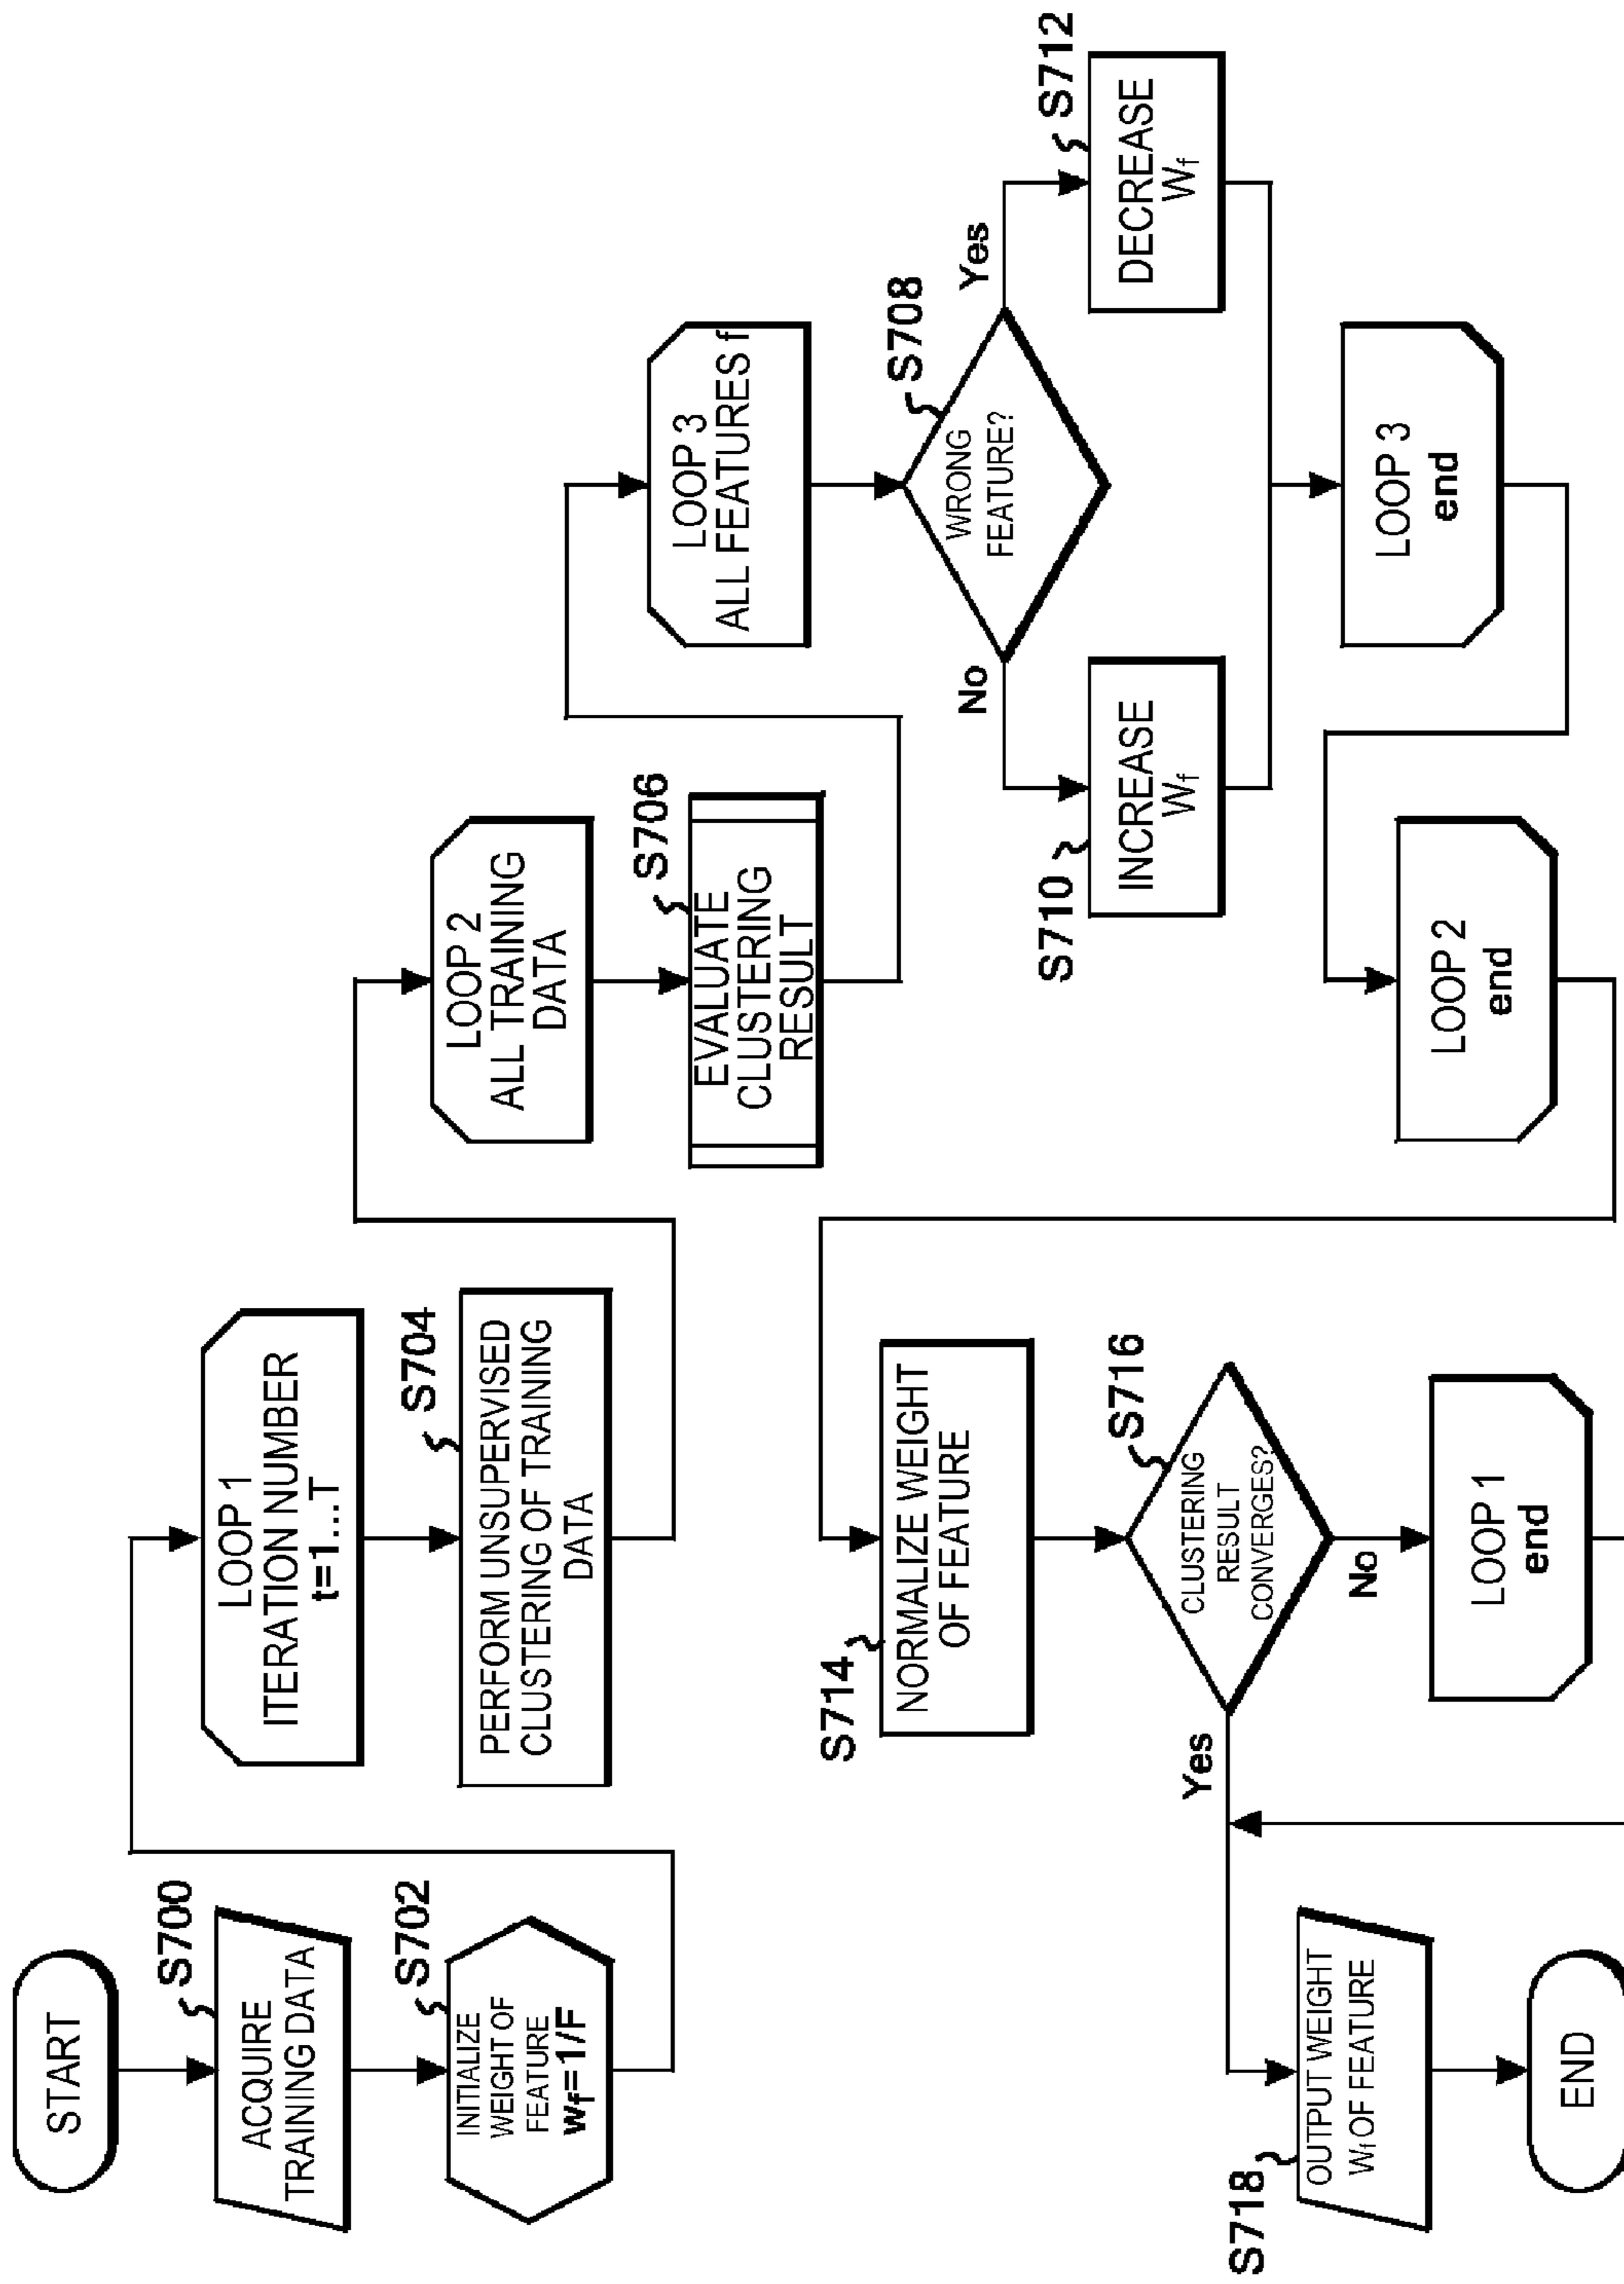 START
S700
ACQUIRE
TRAINING DATA
S702
INITIALIZE
WEIGHT OF
FEATURE
wf=1/F
LOOP 1
ITERATION NUMBER
t=1...T
S704
PERFORM UNSUPERVISED
CLUSTERING OF TRAINING
DATA
LOOP 2
ALL TRAINING
DATA
S706
EVALUATE
CLUSTERING
RESULT
LOOP 3
ALL FEATURES f
S708
WRONG
FEATURE?
No
Yes
S710
INCREASE
Wf
S712
DECREASE
Wf
LOOP 3
end
LOOP 2
end
S714
NORMALIZE WEIGHT
OF FEATURE
S716
CLUSTERING
RESULT
CONVERGES?
Yes
No
LOOP 1
end
S718
OUTPUT WEIGHT
Wf OF FEATURE
END